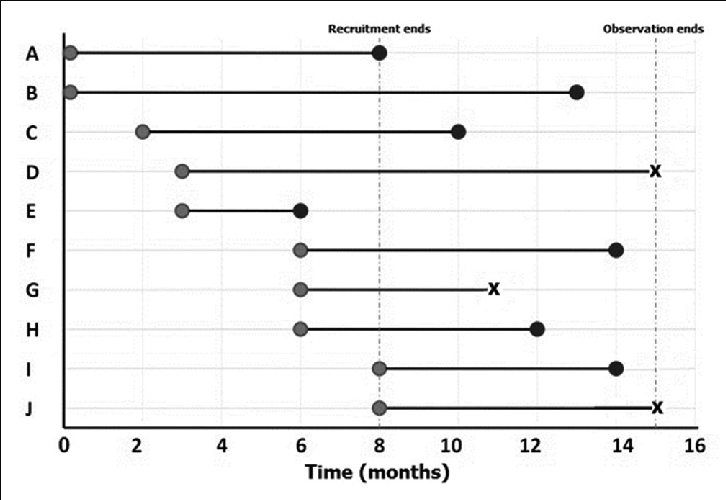 Recruitment ends Observation ends
A
B
C
D
X
E
F
G
X
H
I
J
X
0 2 4 6 8 10 12 14 16
Time (months)